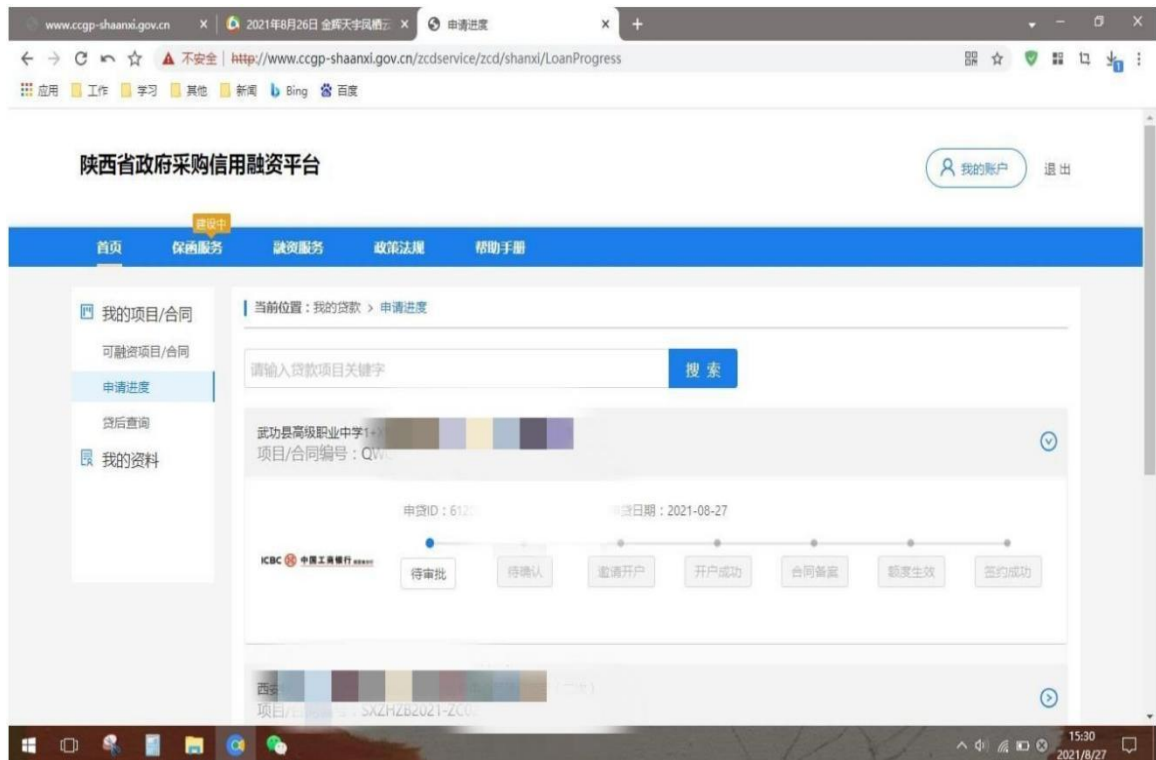 www.ccgp-shaanxi.gov.cn
2021年8月26日 金辉天宇凤栖云
申请进度
不安全 http://www.ccgp-shaanxi.gov.cn/zcdservice/zcd/shanxi/LoanProgress
应用 工作 学习 其他 新闻 Bing 百度
陕西省政府采购信用融资平台
我的账户 退出
建设中
首页 保函服务 融资服务 政策法规 帮助手册
我的项目/合同
可融资项目/合同
申请进度
贷后查询
我的资料
当前位置：我的贷款 > 申请进度
请输入贷款项目关键字 搜索
武功县高级职业中学1+X
项目/合同编号：QW
申贷ID：612 申贷日期：2021-08-27
ICBC 中国工商银行
待审批 待确认 邀请开户 开户成功 合同备案 额度生效 签约成功
西安
项目/ SXZHZB2021-ZC0
15:30
2021/8/27